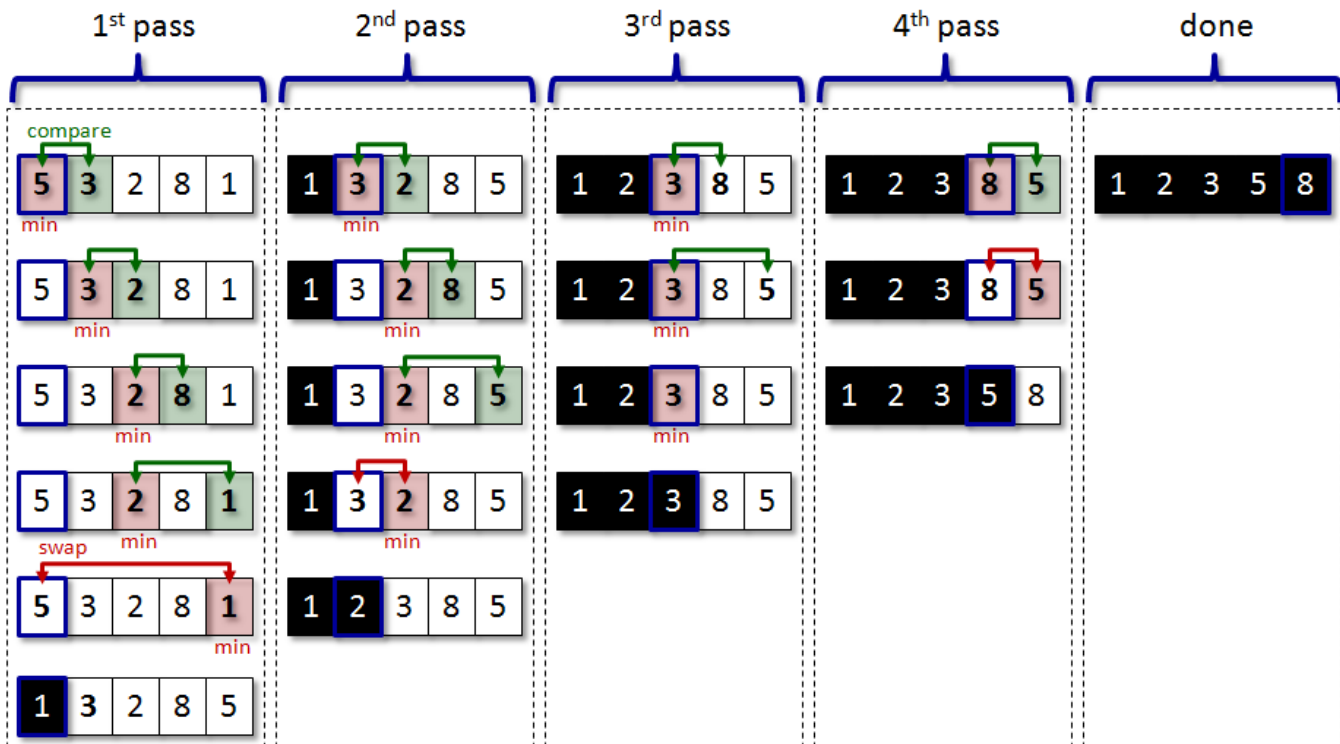 1st pass 2nd pass 3rd pass 4th pass done
compare
5 3 2 8 1 1 3 2 8 5 1 2 3 8 5 1 2 3 8 5 1 2 3 5 8
min min min
5 3 2 8 1 1 3 2 8 5 1 2 3 8 5 1 2 3 8 5
min min min
5 3 2 8 1 1 3 2 8 5 1 2 3 8 5 1 2 3 5 8
min min min
5 3 2 8 1 1 3 2 8 5 1 2 3 8 5
min min
swap
5 3 2 8 1 1 2 3 8 5
min
1 3 2 8 5